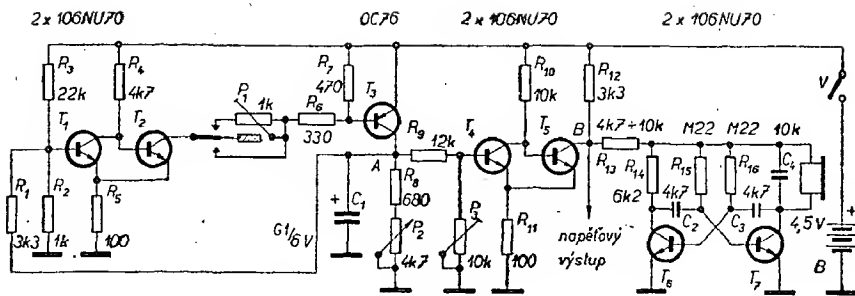 2 x 106NU70
OC76
2 x 106NU70
2 x 106NU70
R3
22k
R4
4k7
T1
T2
P1
1k
R6
330
R7
470
T3
R9
12k
T4
R10
10k
T5
B
R12
3k3
4k7÷10k
R13
M22
M22
10k
R14
6k2
R15
R16
C4
4k7
4k7
C2
C3
4,5V
V
+
B
R1
3k3
R2
1k
R5
100
A
+
C1
G1/6V
R8
680
P2
4k7
P3
10k
R11
100
napěťový
výstup
T6
T7